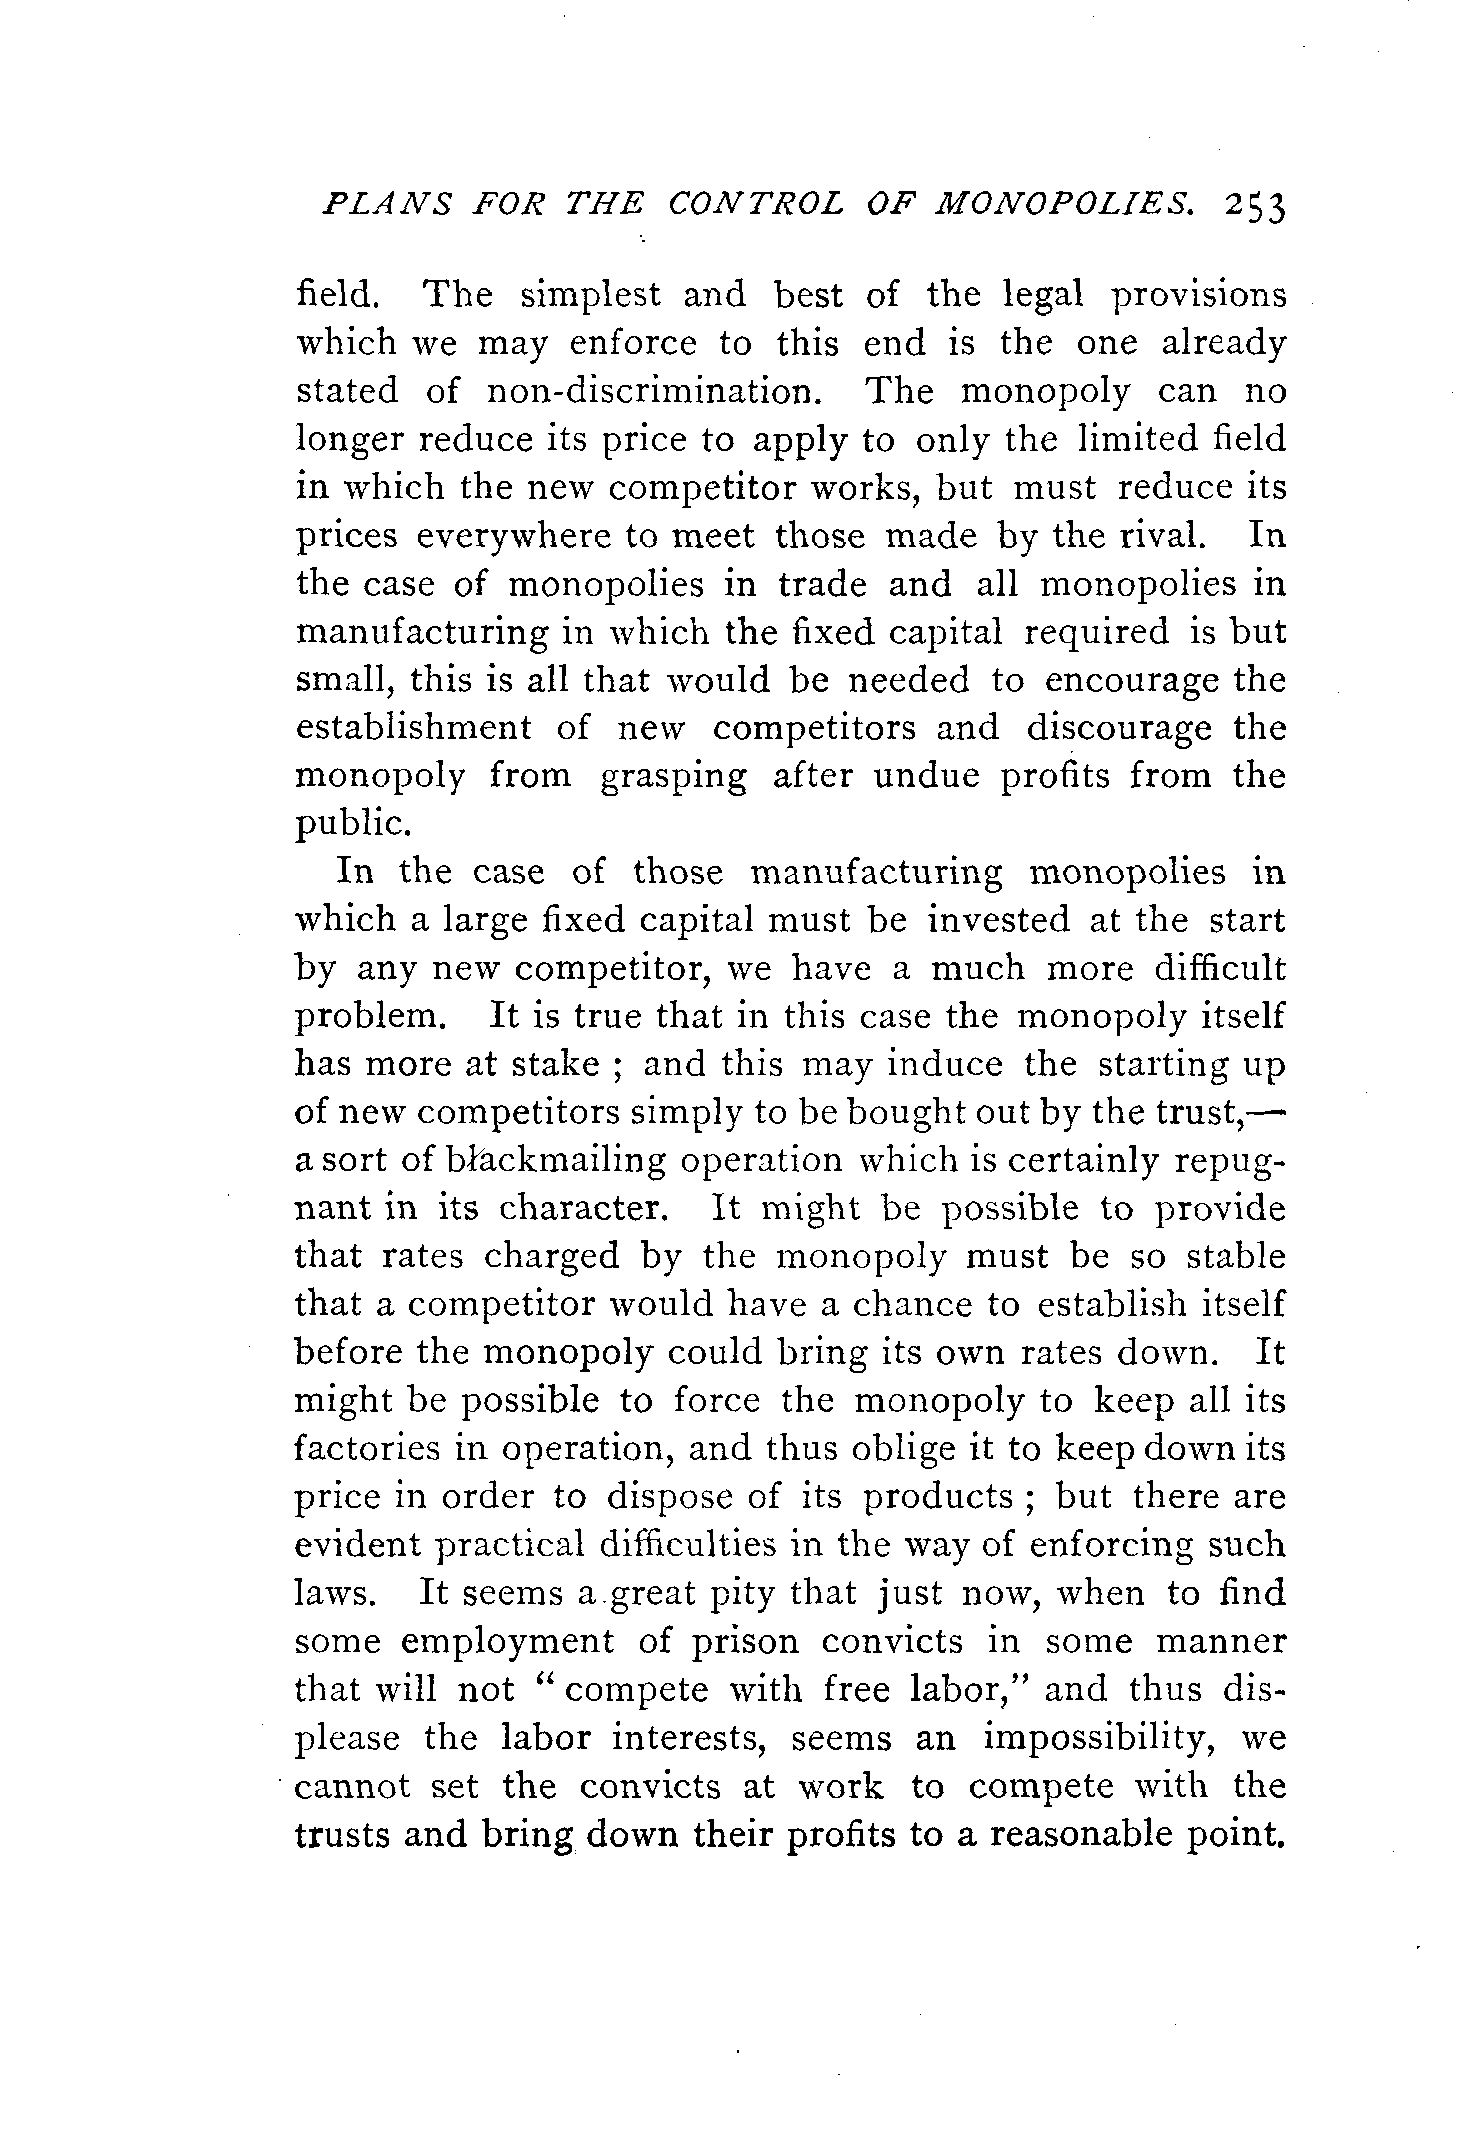 PLANS FOR THE CONTROL OF MONOPOLIES. 253
field. The simplest and best of the legal provisions
which we may enforce to this end is the one already
stated of non-discrimination. The monopoly can no
longer reduce its price to apply to only the limited field
in which the new competitor works, but must reduce its
prices everywhere to meet those made by the rival. In
the case of monopolies in trade and all monopolies in
manufacturing in which the fixed capital required is but
small, this is all that would be needed to encourage the
establishment of new competitors and discourage the
monopoly from grasping after undue profits from the
public.
In the case of those manufacturing monopolies in
which a large fixed capital must be invested at the start
by any new competitor, we have a much more difficult
problem. It is true that in this case the monopoly itself
has more at stake ; and this may induce the starting up
of new competitors simply to be bought out by the trust,—
a sort of blackmailing operation which is certainly repug-
nant in its character. It might be possible to provide
that rates charged by the monopoly must be so stable
that a competitor would have a chance to establish itself
before the monopoly could bring its own rates down. It
might be possible to force the monopoly to keep all its
factories in operation, and thus oblige it to keep down its
price in order to dispose of its products ; but there are
evident practical difficulties in the way of enforcing such
laws. It seems a great pity that just now, when to find
some employment of prison convicts in some manner
that will not “ compete with free labor,” and thus dis-
please the labor interests, seems an impossibility, we
cannot set the convicts at work to compete with the
trusts and bring down their profits to a reasonable point.